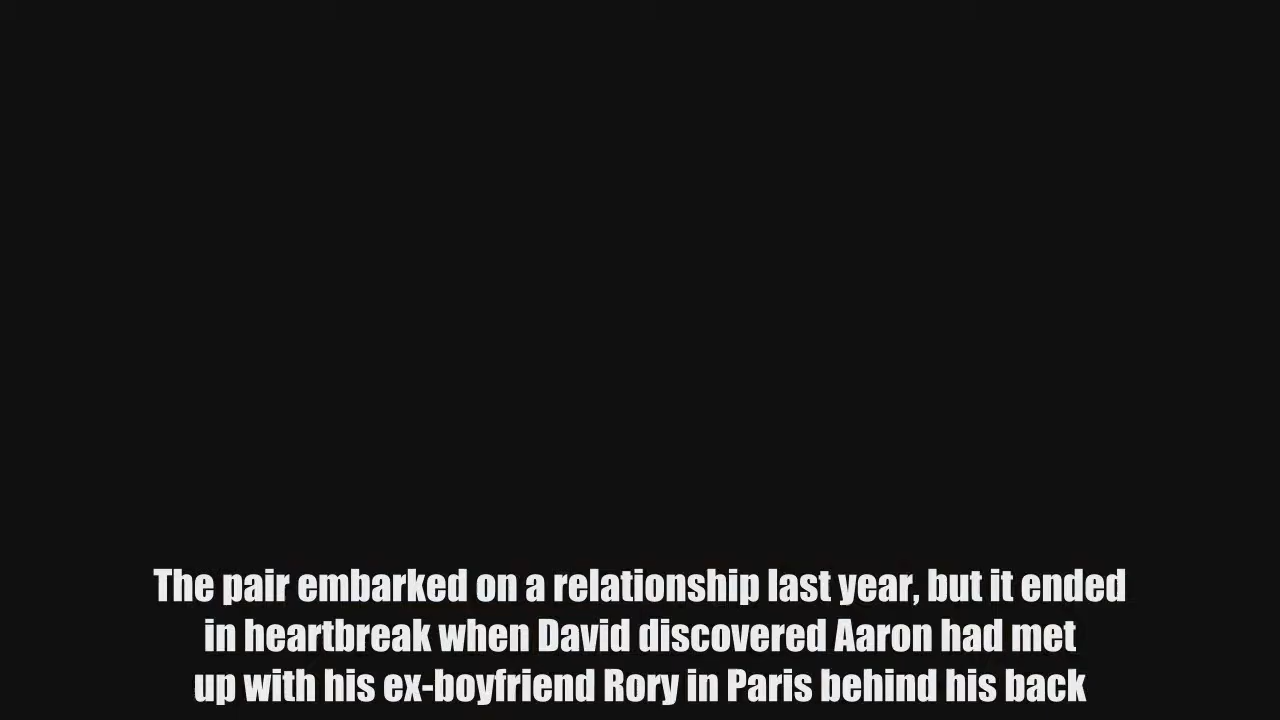 The pair embarked on a relationship last year, but it ended
in heartbreak when David discovered Aaron had met
up with his ex-boyfriend Rory in Paris behind his back